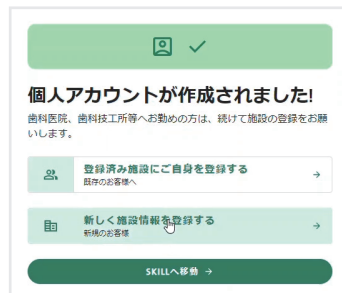 個人アカウントが作成されました!
歯科医院、歯科技工所等へお勤めの方は、続けて施設の登録をお願
いします。
登録済み施設にご自身を登録する
既存のお客様へ
新しく施設情報を登録する
新規のお客様
SKILLへ移動 →